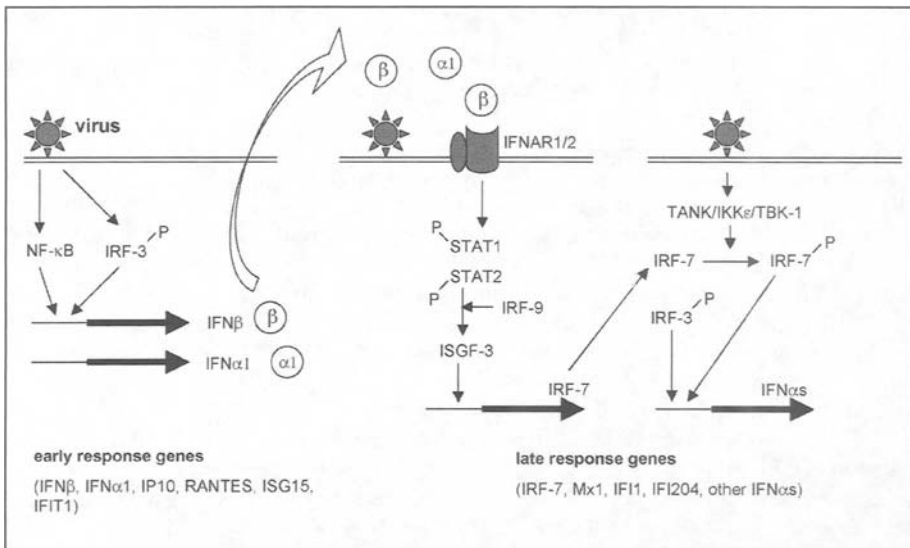 virus
NF-κB
IRF-3
P
IFNβ
β
IFNα1
α1
early response genes
(IFNβ, IFNα1, IP10, RANTES, ISG15,
IFIT1)
β
α1
β
IFNAR1/2
P
STAT1
STAT2
P
IRF-9
ISGF-3
IRF-7
TANK/IKKε/TBK-1
IRF-7
IRF-7
P
IRF-3
P
IFNαs
late response genes
(IRF-7, Mx1, IFI1, IFI204, other IFNαs)